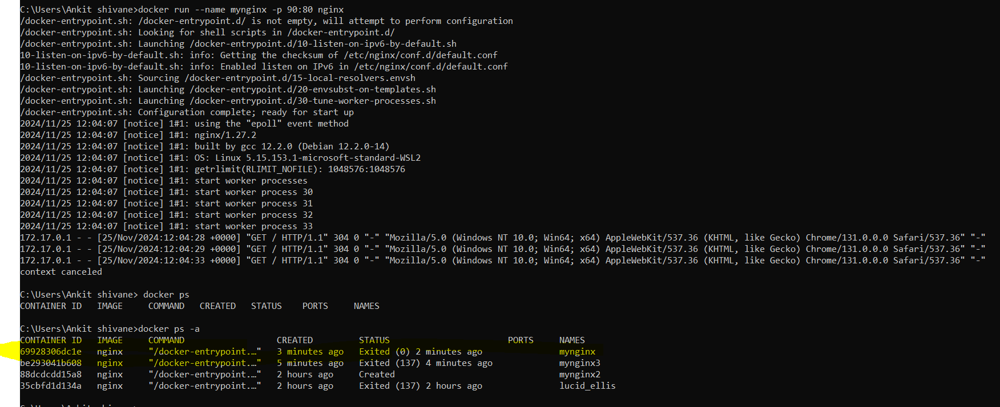 C:\Users\Ankit shivane>docker run --name mynginx -p 90:80 nginx
/docker-entrypoint.sh: /docker-entrypoint.d/ is not empty, will attempt to perform configuration
/docker-entrypoint.sh: Looking for shell scripts in /docker-entrypoint.d/
/docker-entrypoint.sh: Launching /docker-entrypoint.d/10-listen-on-ipv6-by-default.sh
10-listen-on-ipv6-by-default.sh: info: Getting the checksum of /etc/nginx/conf.d/default.conf
10-listen-on-ipv6-by-default.sh: info: Enabled listen on IPv6 in /etc/nginx/conf.d/default.conf
/docker-entrypoint.sh: Sourcing /docker-entrypoint.d/15-local-resolvers.envsh
/docker-entrypoint.sh: Launching /docker-entrypoint.d/20-envsubst-on-templates.sh
/docker-entrypoint.sh: Launching /docker-entrypoint.d/30-tune-worker-processes.sh
/docker-entrypoint.sh: Configuration complete; ready for start up
2024/11/25 12:04:07 [notice] 1#1: using the "epoll" event method
2024/11/25 12:04:07 [notice] 1#1: nginx/1.27.2
2024/11/25 12:04:07 [notice] 1#1: built by gcc 12.2.0 (Debian 12.2.0-14)
2024/11/25 12:04:07 [notice] 1#1: OS: Linux 5.15.153.1-microsoft-standard-WSL2
2024/11/25 12:04:07 [notice] 1#1: getrlimit(RLIMIT_NOFILE): 1048576:1048576
2024/11/25 12:04:07 [notice] 1#1: start worker processes
2024/11/25 12:04:07 [notice] 1#1: start worker process 30
2024/11/25 12:04:07 [notice] 1#1: start worker process 31
2024/11/25 12:04:07 [notice] 1#1: start worker process 32
2024/11/25 12:04:07 [notice] 1#1: start worker process 33
172.17.0.1 - - [25/Nov/2024:12:04:28 +0000] "GET / HTTP/1.1" 304 0 "-" "Mozilla/5.0 (Windows NT 10.0; Win64; x64) AppleWebKit/537.36 (KHTML, like Gecko) Chrome/131.0.0.0 Safari/537.36" "-"
172.17.0.1 - - [25/Nov/2024:12:04:29 +0000] "GET / HTTP/1.1" 304 0 "-" "Mozilla/5.0 (Windows NT 10.0; Win64; x64) AppleWebKit/537.36 (KHTML, like Gecko) Chrome/131.0.0.0 Safari/537.36" "-"
172.17.0.1 - - [25/Nov/2024:12:04:33 +0000] "GET / HTTP/1.1" 304 0 "-" "Mozilla/5.0 (Windows NT 10.0; Win64; x64) AppleWebKit/537.36 (KHTML, like Gecko) Chrome/131.0.0.0 Safari/537.36" "-"
context canceled
C:\Users\Ankit shivane> docker ps
CONTAINER ID   IMAGE     COMMAND   CREATED   STATUS    PORTS     NAMES
C:\Users\Ankit shivane>docker ps -a
CONTAINER ID   IMAGE     COMMAND                  CREATED         STATUS                       PORTS     NAMES
69928306dc1e   nginx     "/docker-entrypoint.…"   3 minutes ago   Exited (0) 2 minutes ago               mynginx
be293041b608   nginx     "/docker-entrypoint.…"   5 minutes ago   Exited (137) 4 minutes ago             mynginx3
88dcdcdd15a8   nginx     "/docker-entrypoint.…"   2 hours ago     Created                                mynginx2
35cbfd1d134a   nginx     "/docker-entrypoint.…"   2 hours ago     Exited (137) 2 hours ago               lucid_ellis
C:\Users\Ankit shivane>